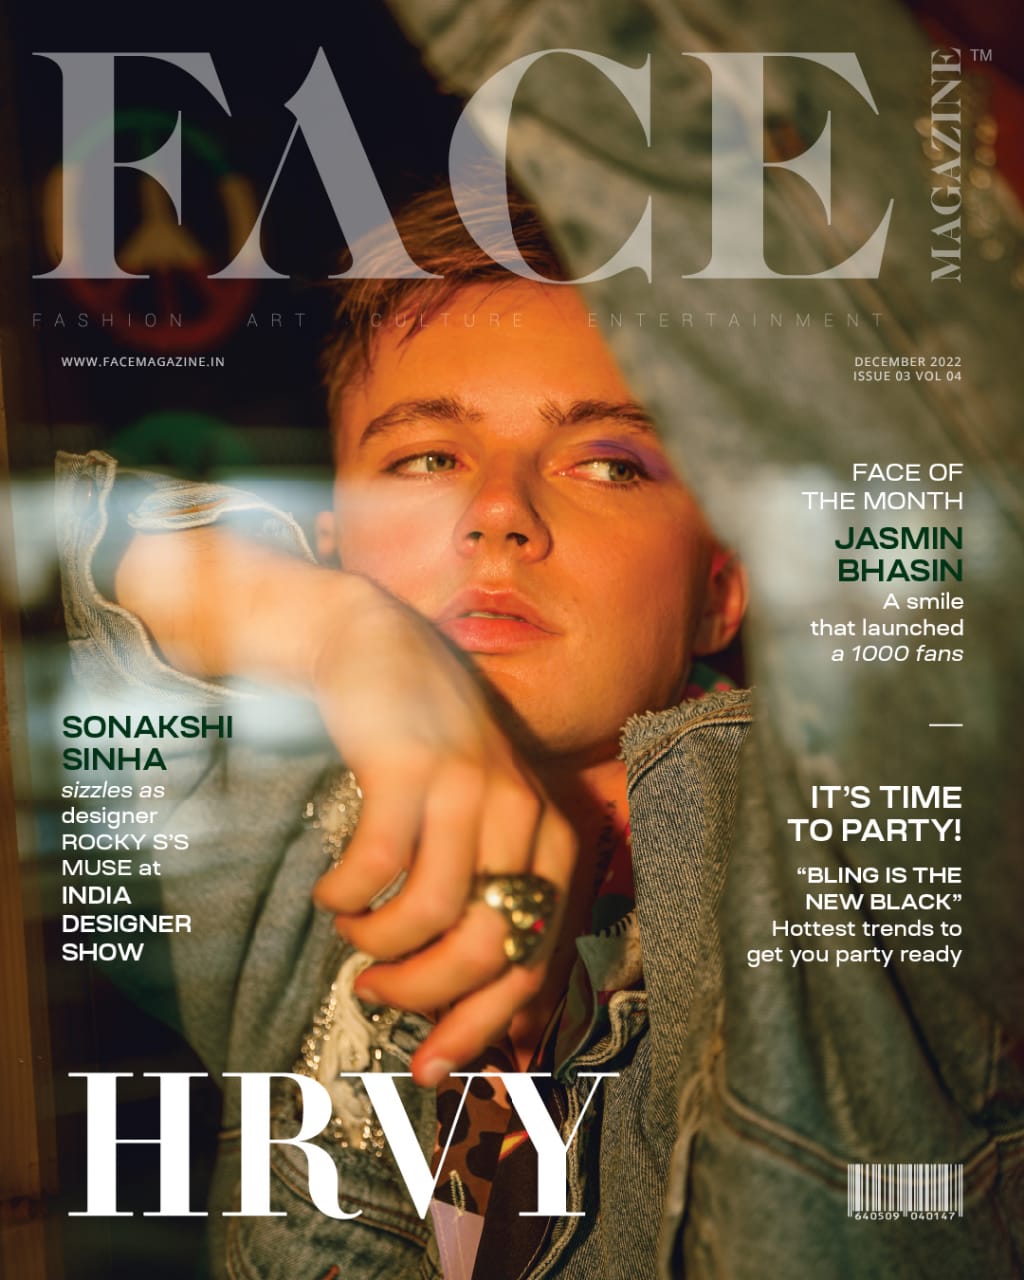 FACE
MAGAZINE
TM
FASHION ART CULTURE ENTERTAINMENT
WWW.FACEMAGAZINE.IN
DECEMBER 2022
ISSUE 03 VOL 04
FACE OF
THE MONTH
JASMIN
BHASIN
A smile
that launched
a 1000 fans
SONAKSHI
SINHA
sizzles as
designer
ROCKY S'S
MUSE at
INDIA
DESIGNER
SHOW
IT'S TIME
TO PARTY!
“BLING IS THE
NEW BLACK”
Hottest trends to
get you party ready
HRVY
640509 040147